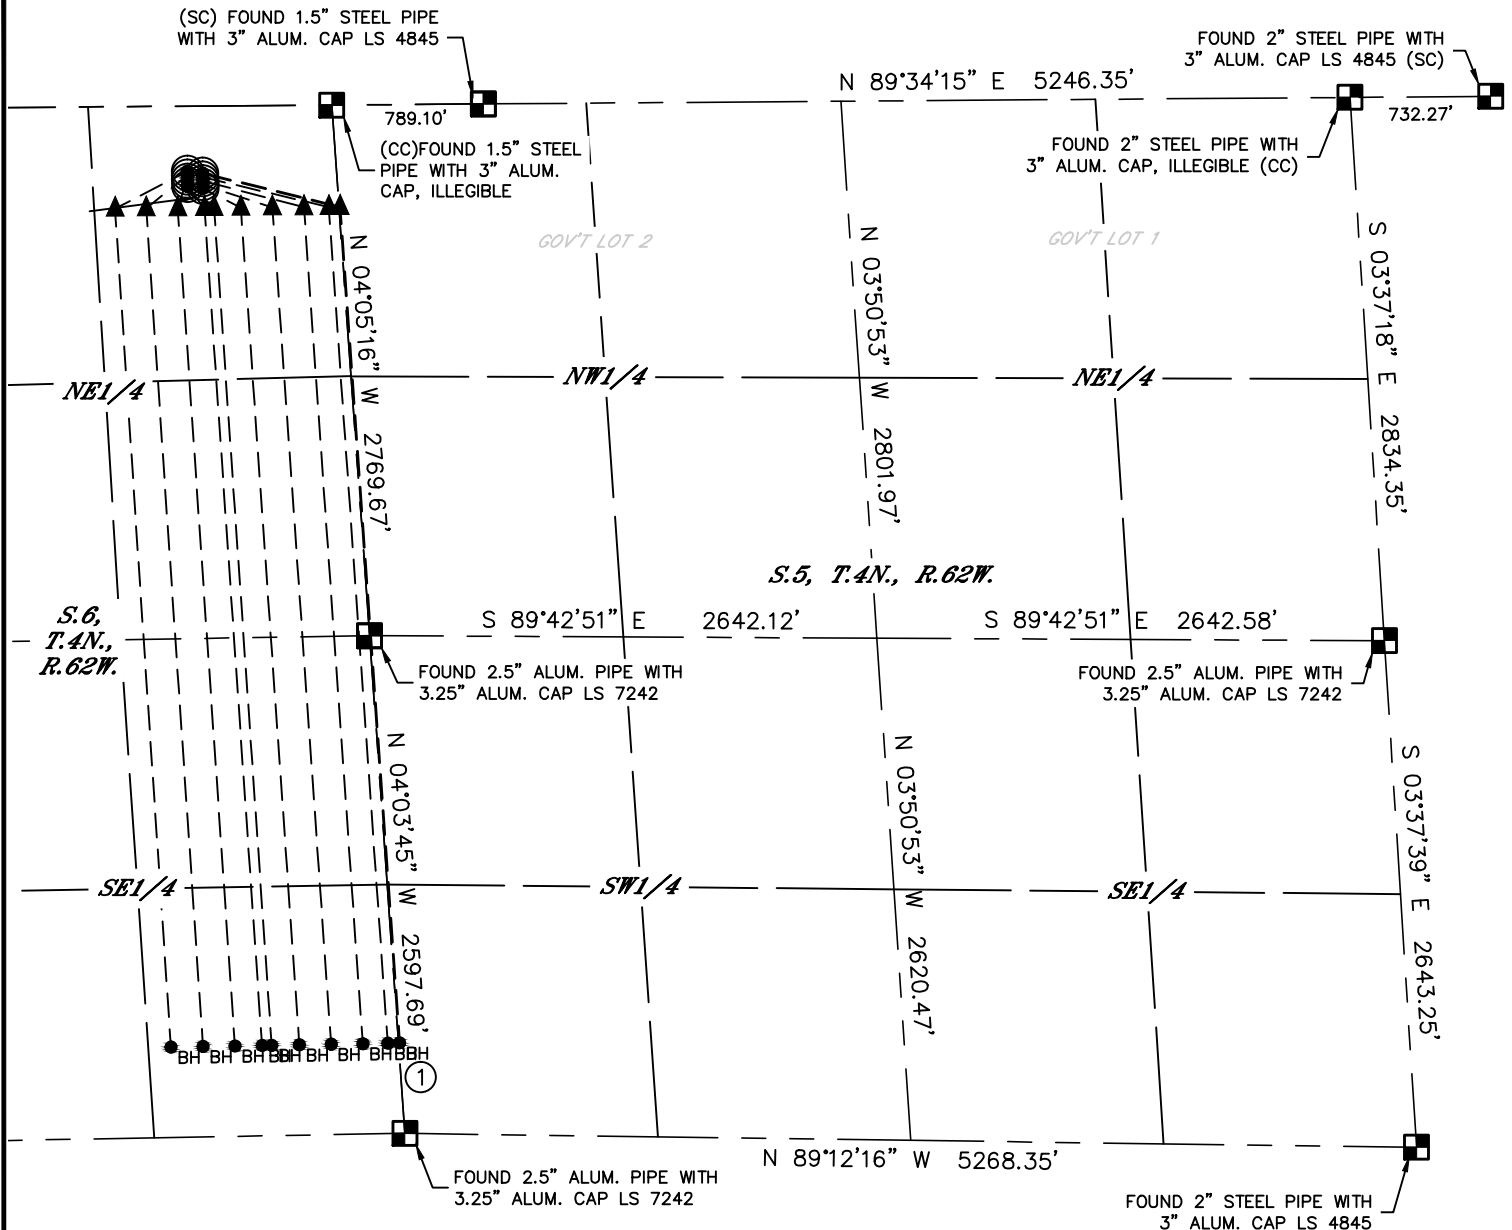 (SC) FOUND 1.5" STEEL PIPE
WITH 3" ALUM. CAP LS 4845
FOUND 2" STEEL PIPE WITH
3" ALUM. CAP LS 4845 (SC)
N 89°34'15" E 5246.35'
789.10'
732.27'
(CC)FOUND 1.5" STEEL
PIPE WITH 3" ALUM.
CAP, ILLEGIBLE
FOUND 2" STEEL PIPE WITH
3" ALUM. CAP, ILLEGIBLE (CC)
GOV'T LOT 2
GOV'T LOT 1
N 04°05'16" W 2769.67'
N 03°50'53" W 2801.97'
S 03°37'18" E 2834.35'
NE1/4
NW1/4
NE1/4
S.5, T.4N., R.62W.
S.6,
T.4N.,
R.62W.
S 89°42'51" E 2642.12'
S 89°42'51" E 2642.58'
FOUND 2.5" ALUM. PIPE WITH
3.25" ALUM. CAP LS 7242
FOUND 2.5" ALUM. PIPE WITH
3.25" ALUM. CAP LS 7242
N 04°03'45" W 2597.69'
N 03°50'53" W 2620.47'
S 03°37'39" E 2643.25'
SE1/4
SW1/4
SE1/4
BH BH BH BH BH BH BH BH BH BH
1
N 89°12'16" W 5268.35'
FOUND 2.5" ALUM. PIPE WITH
3.25" ALUM. CAP LS 7242
FOUND 2" STEEL PIPE WITH
3" ALUM. CAP LS 4845